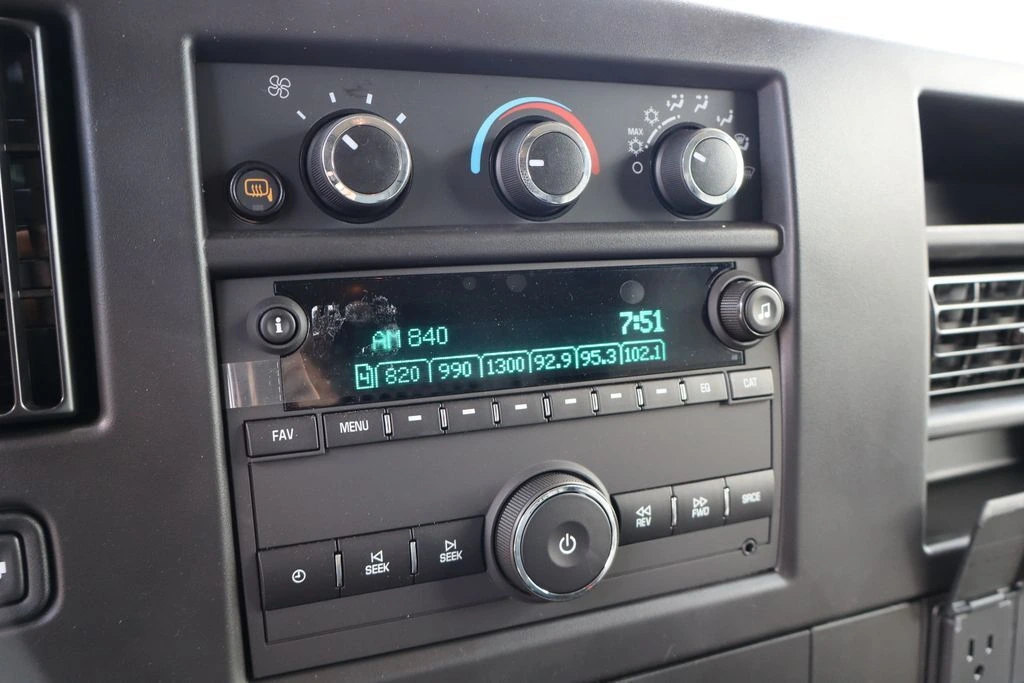 MAX
i
AM 840 7:51
4 820 990 1300 92.9 95.3 102.1
FAV MENU EQ CAT
SEEK SEEK REV FWD SRCE